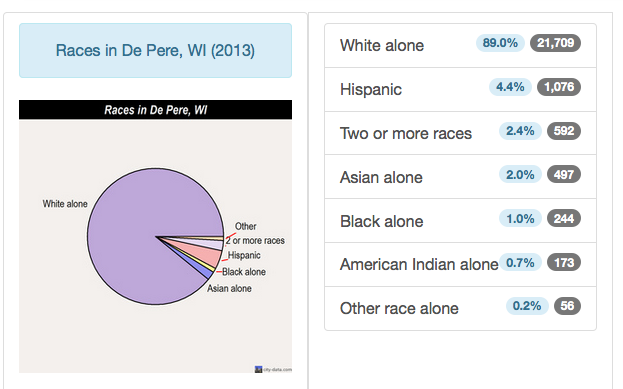 Races in De Pere, WI (2013)
Races in De Pere, WI
White alone
Other
2 or more races
Hispanic
Black alone
Asian alone
city-data.com
White alone 89.0% 21,709
Hispanic 4.4% 1,076
Two or more races 2.4% 592
Asian alone 2.0% 497
Black alone 1.0% 244
American Indian alone 0.7% 173
Other race alone 0.2% 56